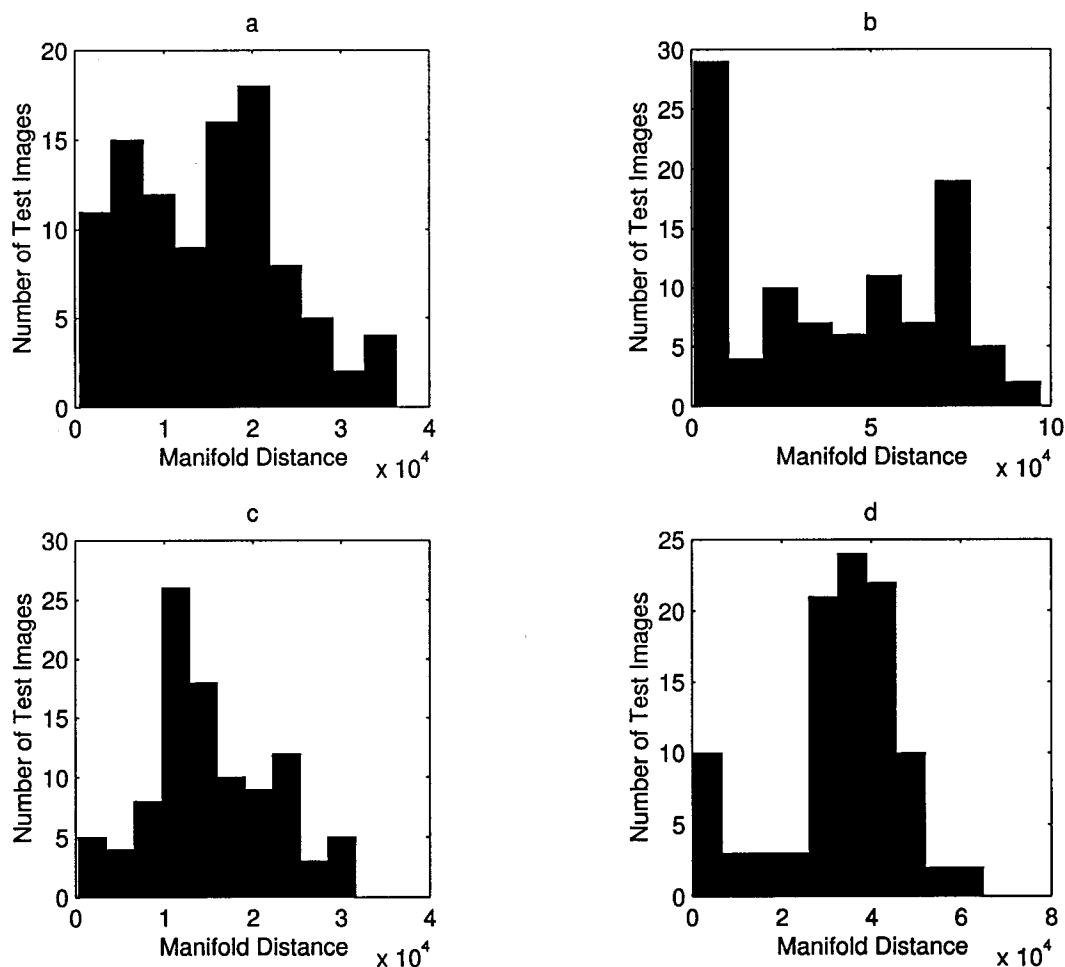 a
20
15
10
5
0
Number of Test Images
0 1 2 3 4
Manifold Distance
x 10^4
b
30
25
20
15
10
5
0
Number of Test Images
0 5 10
Manifold Distance
x 10^4
c
30
25
20
15
10
5
0
Number of Test Images
0 1 2 3 4
Manifold Distance
x 10^4
d
25
20
15
10
5
0
Number of Test Images
0 2 4 6 8
Manifold Distance
x 10^4